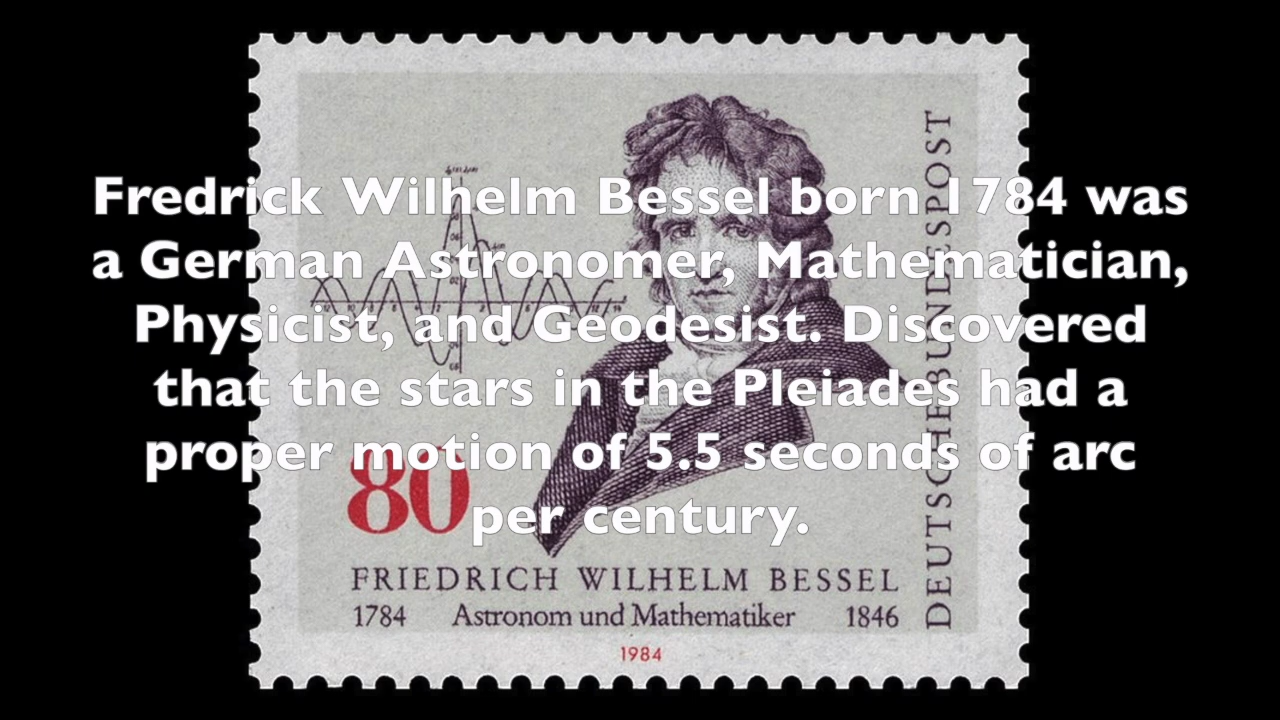 Fredrick Wilhelm Bessel born 1784 was
a German Astronomer, Mathematician,
Physicist, and Geodesist. Discovered
that the stars in the Pleiades had a
proper motion of 5.5 seconds of arc
per century.
80
FRIEDRICH WILHELM BESSEL
1784 Astronom und Mathematiker 1846
1984
DEUTSCHE BUNDESPOST